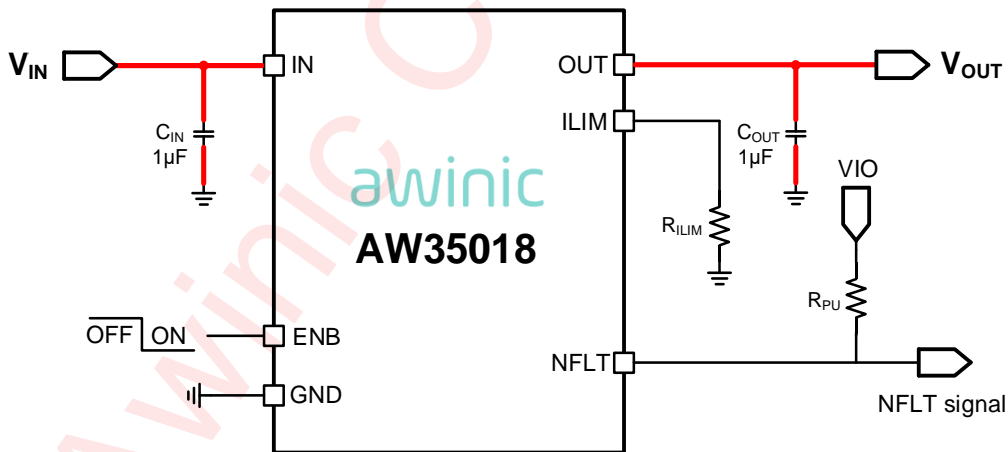 VIN
IN
OUT
VOUT
CIN
1µF
ILIM
COUT
1µF
VIO
awinic
AW35018
RILIM
RPU
OFF ON
ENB
GND
NFLT
NFLT signal
Awinic C